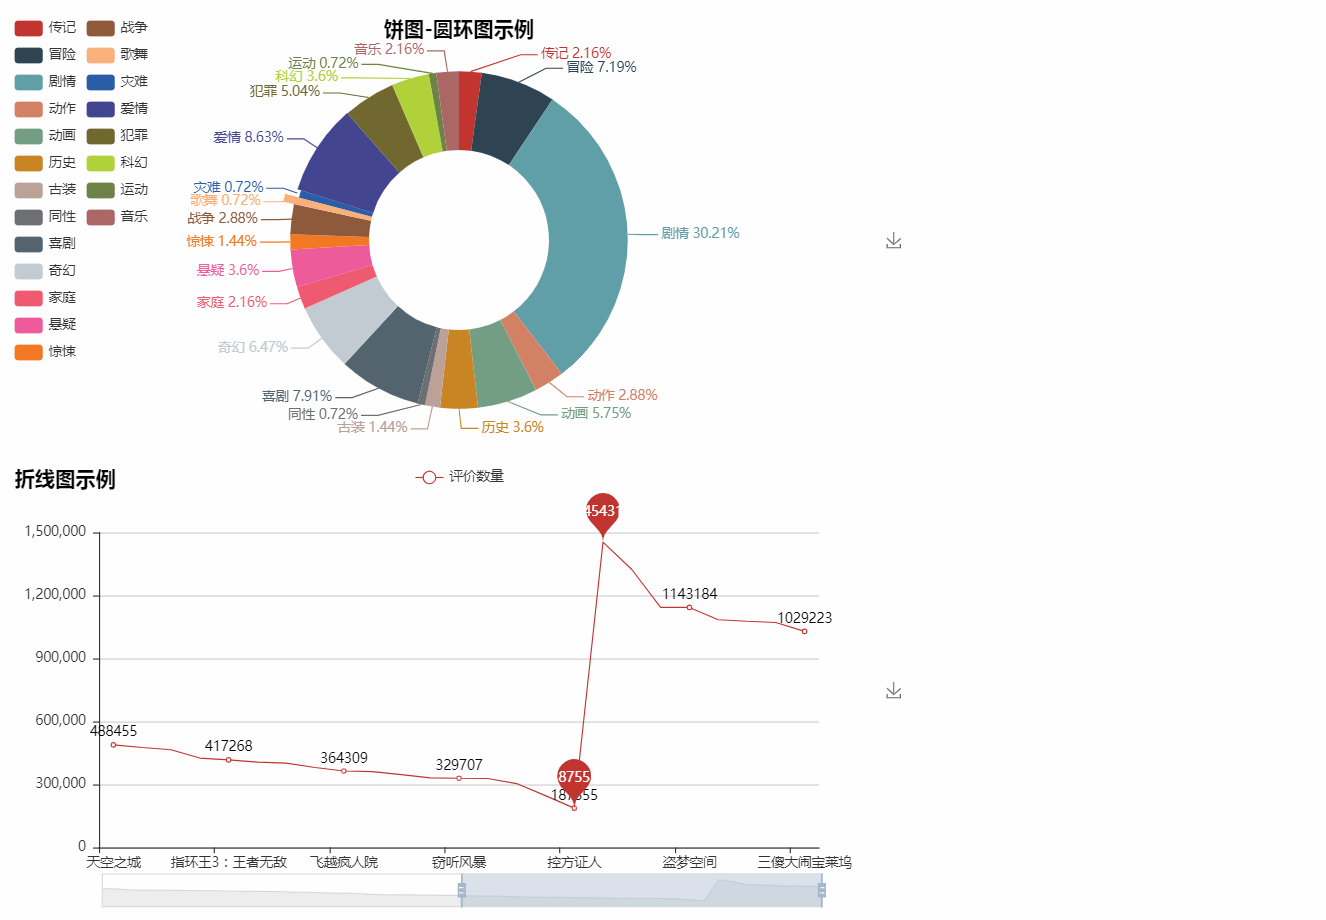 饼图-圆环图示例
传记
战争
冒险
歌舞
剧情
灾难
动作
爱情
动画
犯罪
历史
科幻
古装
运动
同性
音乐
喜剧
奇幻
家庭
悬疑
惊悚
音乐 2.16%
传记 2.16%
运动 0.72%
冒险 7.19%
科幻 3.6%
犯罪 5.04%
爱情 8.63%
灾难 0.72%
歌舞 0.72%
战争 2.88%
剧情 30.21%
惊悚 1.44%
悬疑 3.6%
家庭 2.16%
奇幻 6.47%
喜剧 7.91%
动作 2.88%
同性 0.72%
动画 5.75%
古装 1.44%
历史 3.6%
折线图示例
评价数量
1,500,000
1,200,000
900,000
600,000
300,000
0
488455
417268
364309
329707
8755
45431
1143184
1029223
天空之城
指环王3：王者无敌
飞越疯人院
窃听风暴
控方证人
盗梦空间
三傻大闹宝莱坞